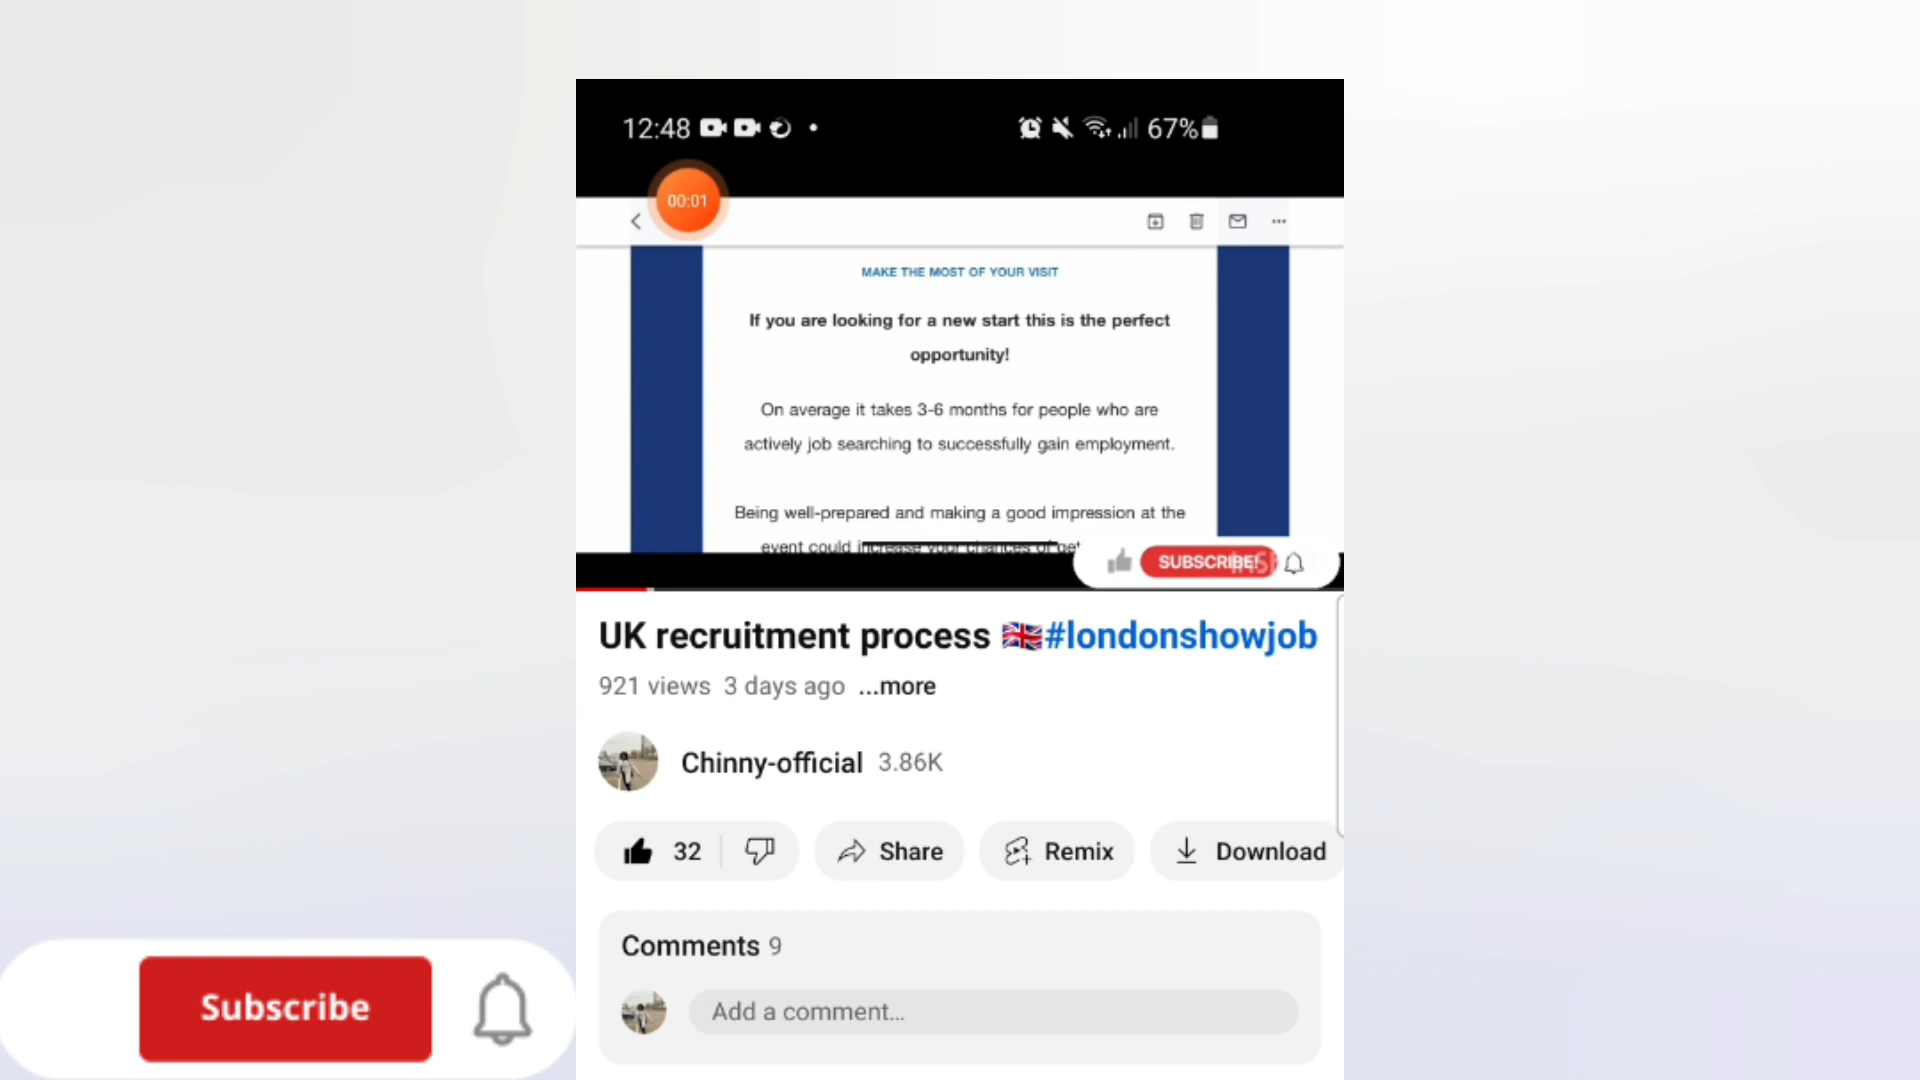 12:48
67%
00:01
MAKE THE MOST OF YOUR VISIT
If you are looking for a new start this is the perfect
opportunity!
On average it takes 3-6 months for people who are
actively job searching to successfully gain employment.
Being well-prepared and making a good impression at the
event could increase your chances of
SUBSCRIBE!
UK recruitment process 🇬🇧#londonshowjob
921 views 3 days ago ...more
Chinny-official 3.86K
32
Share
Remix
Download
Comments 9
Add a comment...
Subscribe